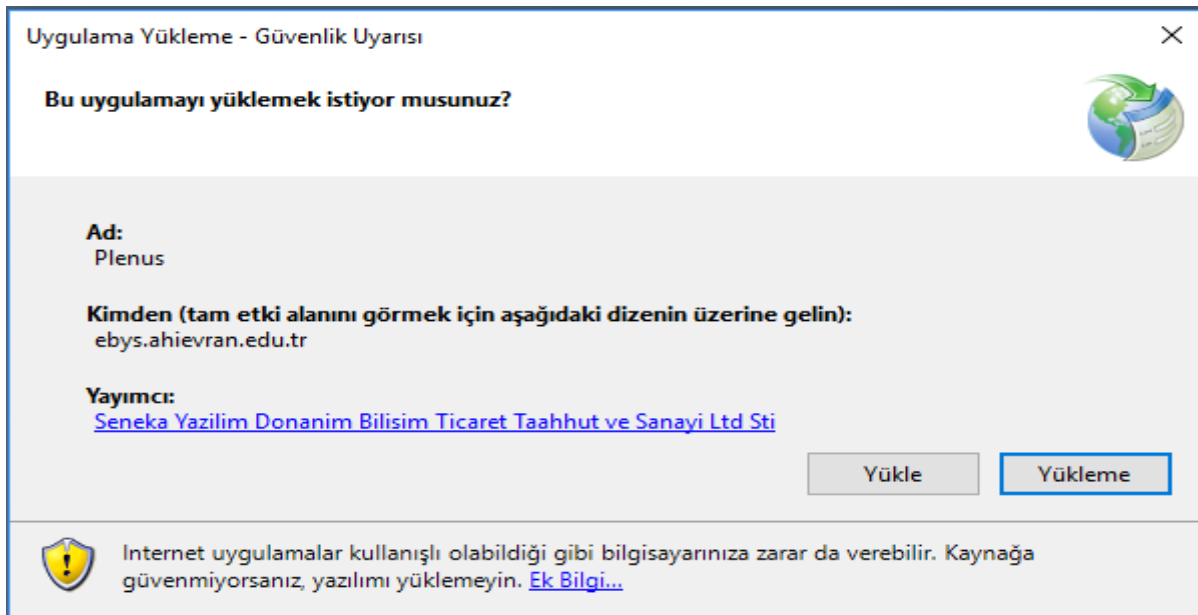 Uygulama Yükleme - Güvenlik Uyarısı
Bu uygulamayı yüklemek istiyor musunuz?
Ad:
Plenus
Kimden (tam etki alanını görmek için aşağıdaki dizenin üzerine gelin):
ebys.ahievran.edu.tr
Yayımcı:
Seneka Yazilim Donanim Bilisim Ticaret Taahhut ve Sanayi Ltd Sti
Yükle
Yükleme
Internet uygulamalar kullanışlı olabildiği gibi bilgisayarınıza zarar da verebilir. Kaynağa
güvenmiyorsanız, yazılımı yüklemeyin. Ek Bilgi...